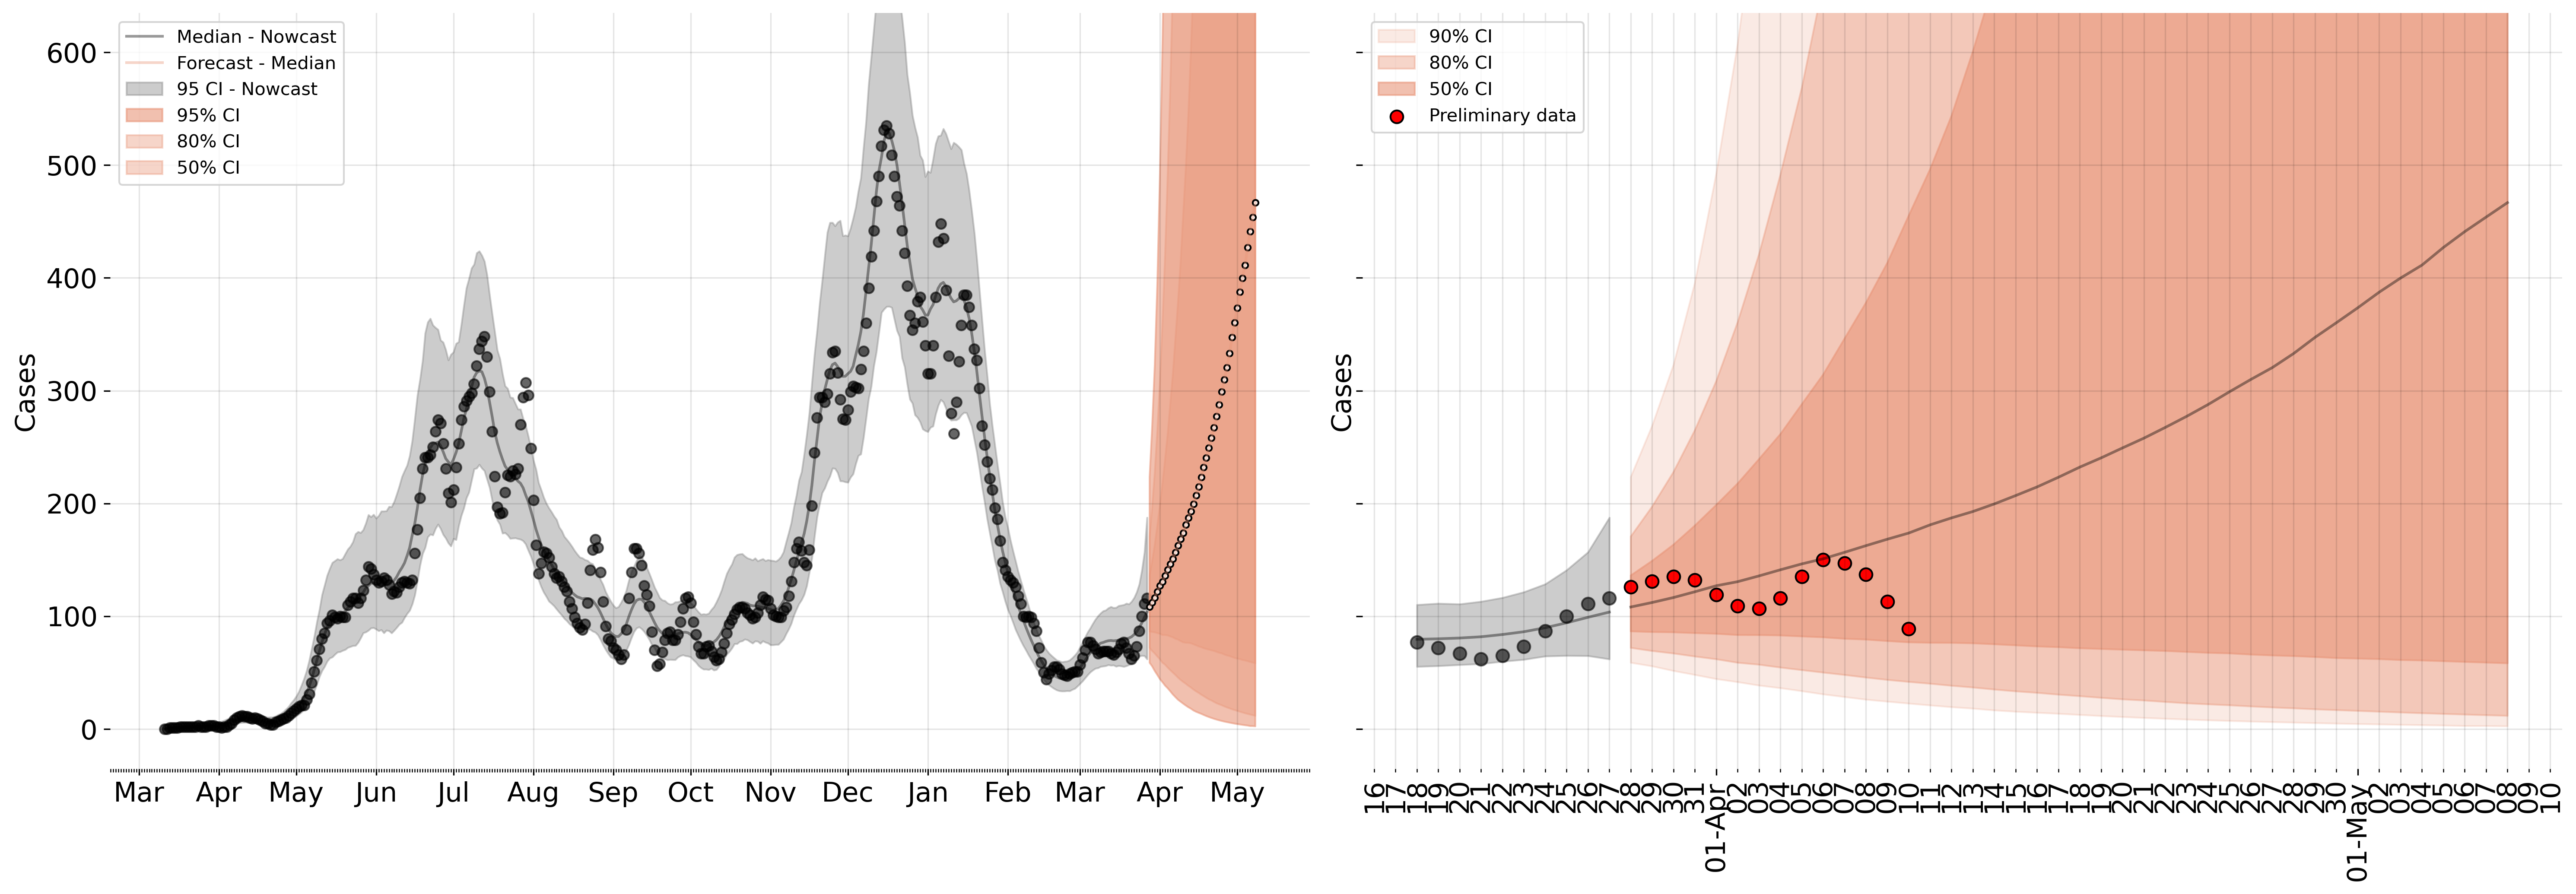 Median - Nowcast
Forecast - Median
95 CI - Nowcast
95% CI
80% CI
50% CI
Cases
600
500
400
300
200
100
0
Mar Apr May Jun Jul Aug Sep Oct Nov Dec Jan Feb Mar Apr May
90% CI
80% CI
50% CI
Preliminary data
Cases
16 17 18 19 20 21 22 23 24 25 26 27 28 29 30 31 01-Apr 02 03 04 05 06 07 08 09 10 11 12 13 14 15 16 17 18 19 20 21 22 23 24 25 26 27 28 29 30 01-May 02 03 04 05 06 07 08 09 10